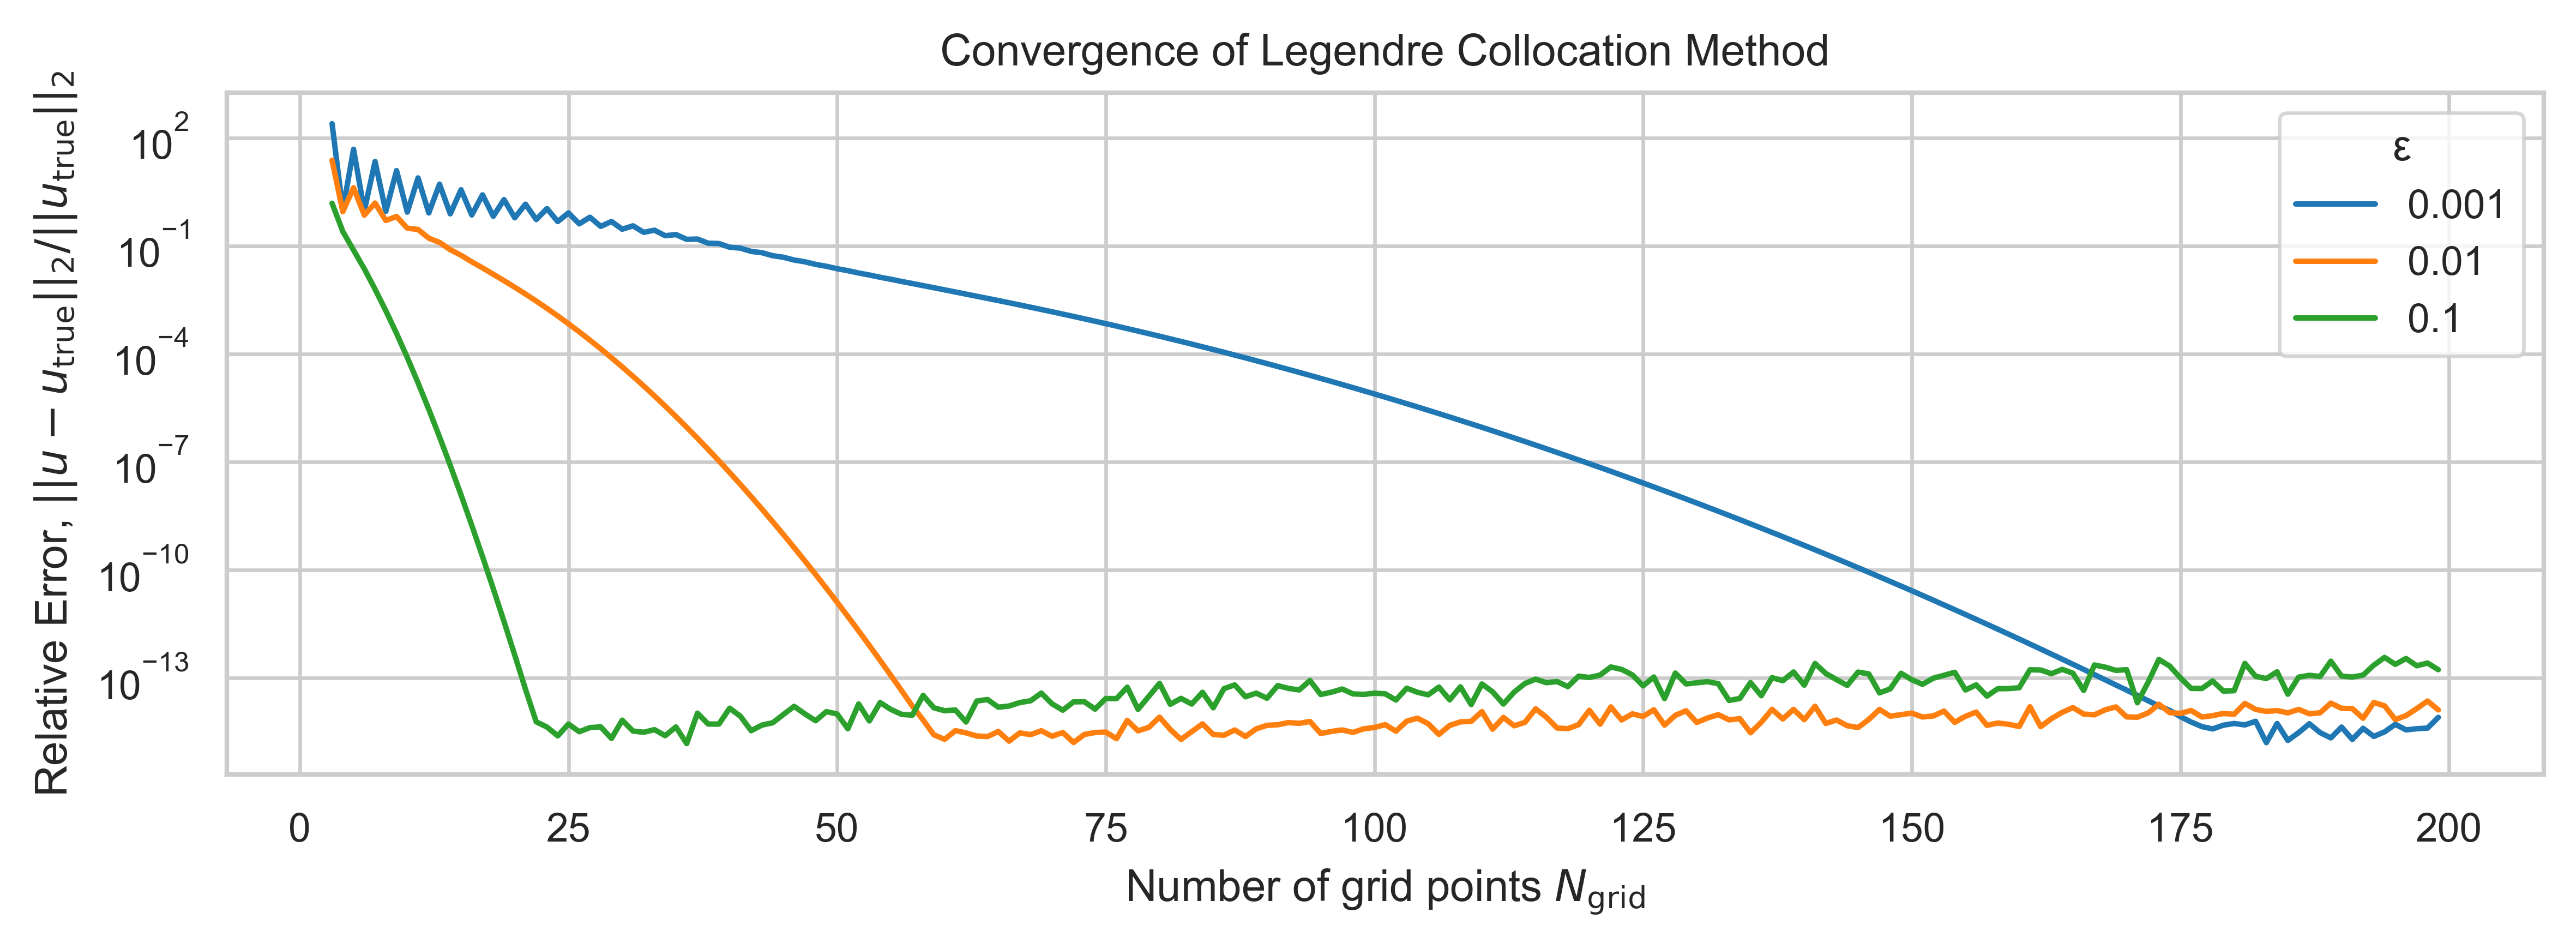 Convergence of Legendre Collocation Method
Relative Error, ||u − u_true||_2/||u_true||_2
10^2
10^−1
10^−4
10^−7
10^−10
10^−13
ε
0.001
0.01
0.1
0 25 50 75 100 125 150 175 200
Number of grid points N_grid